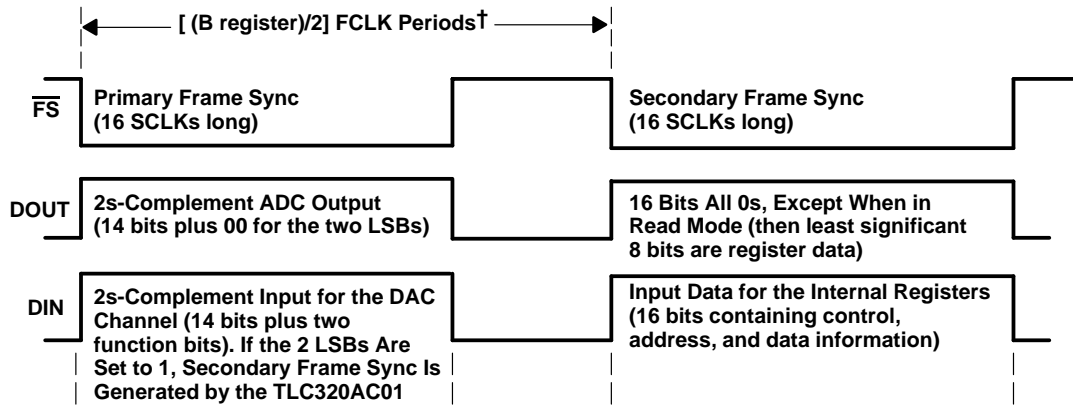 [ (B register)/2] FCLK Periods†
FS
Primary Frame Sync
(16 SCLKs long)
Secondary Frame Sync
(16 SCLKs long)
DOUT
2s-Complement ADC Output
(14 bits plus 00 for the two LSBs)
16 Bits All 0s, Except When in
Read Mode (then least significant
8 bits are register data)
DIN
2s-Complement Input for the DAC
Channel (14 bits plus two
function bits). If the 2 LSBs Are
Set to 1, Secondary Frame Sync Is
Generated by the TLC320AC01
Input Data for the Internal Registers
(16 bits containing control,
address, and data information)